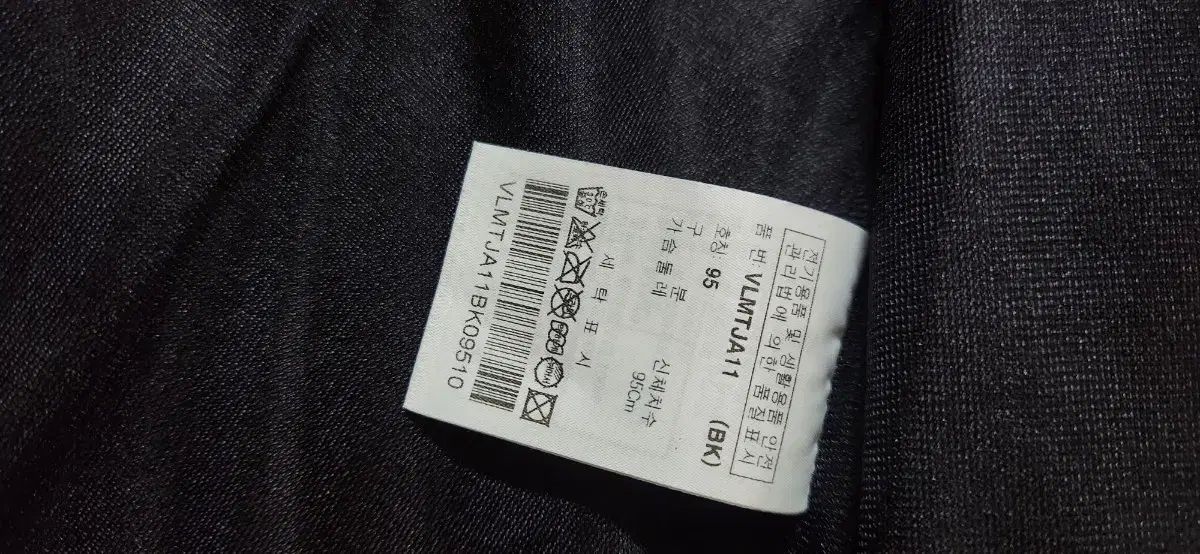 전기용품 및 생활용품 안전
관리법에 의한 품질표시
품 번 VLMTJA11 (BK)
호칭: 95
구 분 신체치수
가슴둘레 95Cm
세 탁 표 시
VLMTJA11BK09510